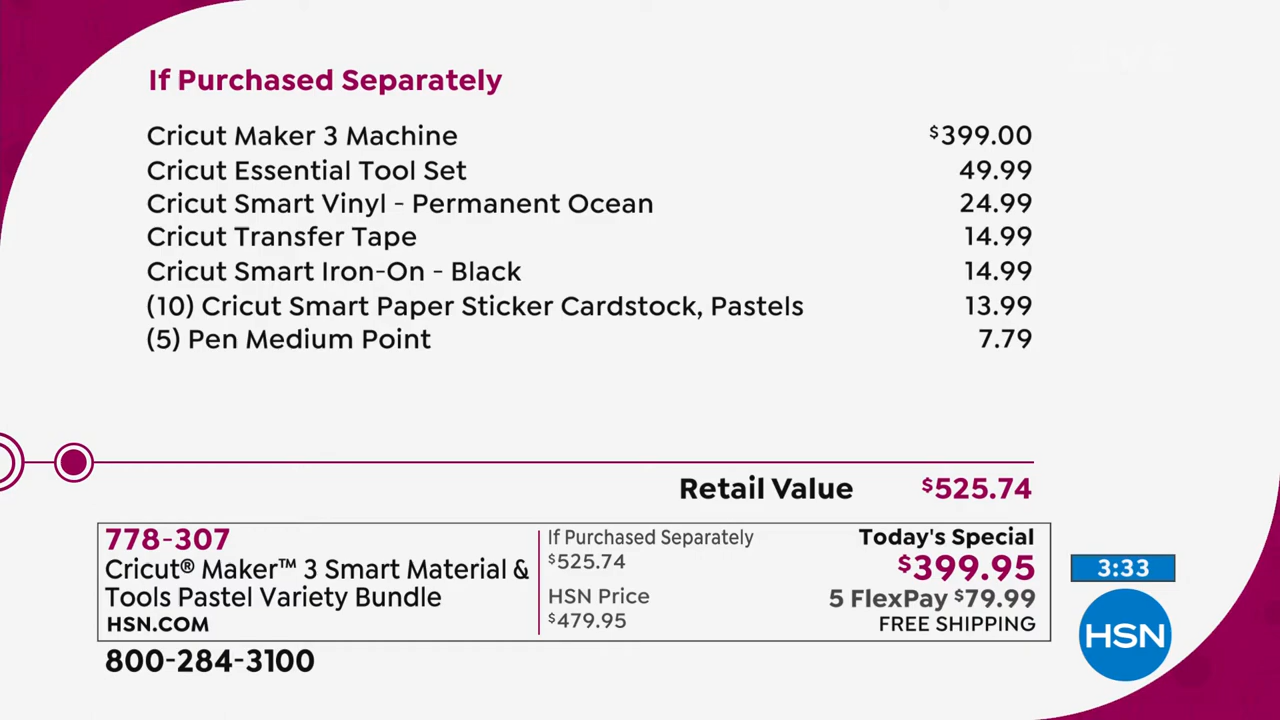 If Purchased Separately
Cricut Maker 3 Machine $399.00
Cricut Essential Tool Set 49.99
Cricut Smart Vinyl - Permanent Ocean 24.99
Cricut Transfer Tape 14.99
Cricut Smart Iron-On - Black 14.99
(10) Cricut Smart Paper Sticker Cardstock, Pastels 13.99
(5) Pen Medium Point 7.79
Retail Value $525.74
778-307
Cricut® Maker™ 3 Smart Material &
Tools Pastel Variety Bundle
HSN.COM
If Purchased Separately
$525.74
HSN Price
$479.95
Today's Special
$399.95
5 FlexPay $79.99
FREE SHIPPING
3:33
HSN
800-284-3100